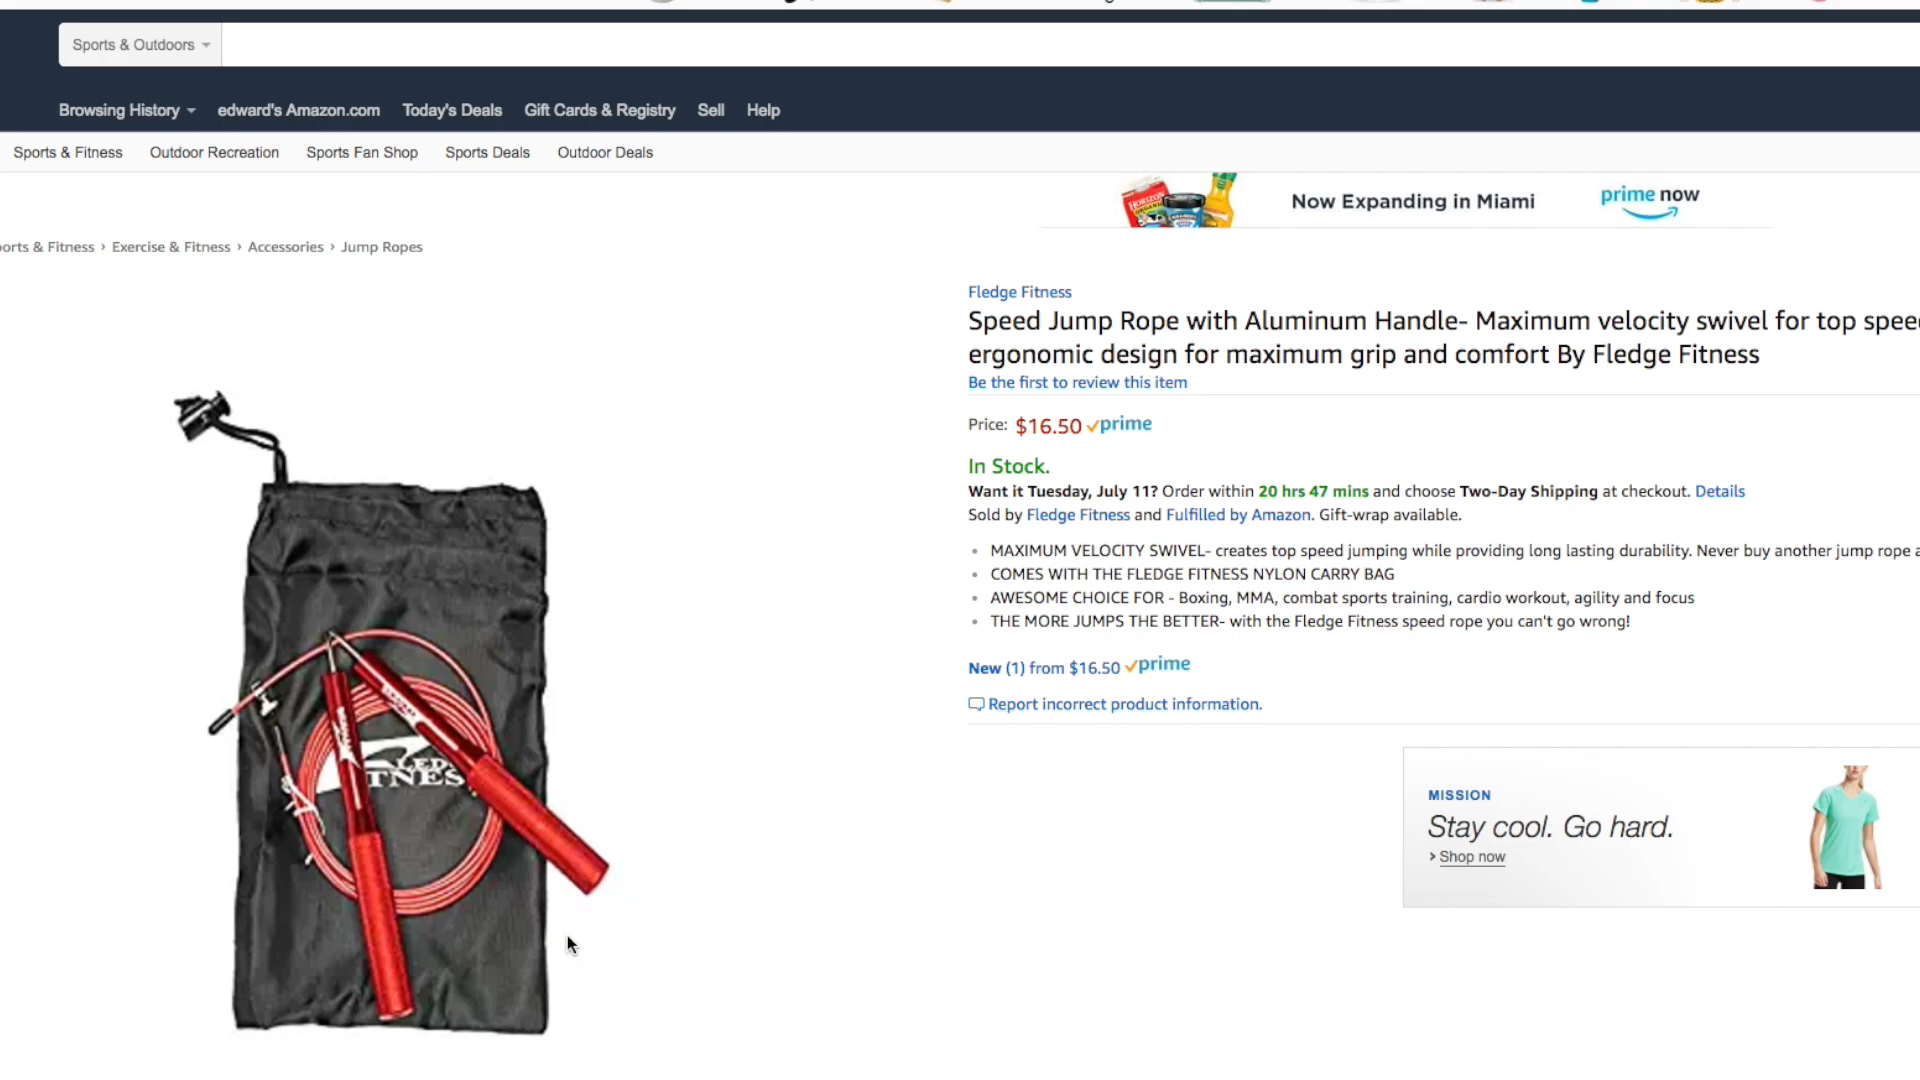 Sports & Outdoors
Browsing History
edward's Amazon.com
Today's Deals
Gift Cards & Registry
Sell
Help
Sports & Fitness
Outdoor Recreation
Sports Fan Shop
Sports Deals
Outdoor Deals
HORIZON
ORGANIC
Now Expanding in Miami
prime now
orts & Fitness › Exercise & Fitness › Accessories › Jump Ropes
Fledge Fitness
Speed Jump Rope with Aluminum Handle- Maximum velocity swivel for top spee
ergonomic design for maximum grip and comfort By Fledge Fitness
Be the first to review this item
Price: $16.50 prime
In Stock.
Want it Tuesday, July 11? Order within 20 hrs 47 mins and choose Two-Day Shipping at checkout. Details
Sold by Fledge Fitness and Fulfilled by Amazon. Gift-wrap available.
• MAXIMUM VELOCITY SWIVEL- creates top speed jumping while providing long lasting durability. Never buy another jump rope a
• COMES WITH THE FLEDGE FITNESS NYLON CARRY BAG
• AWESOME CHOICE FOR - Boxing, MMA, combat sports training, cardio workout, agility and focus
• THE MORE JUMPS THE BETTER- with the Fledge Fitness speed rope you can't go wrong!
New (1) from $16.50 prime
Report incorrect product information.
MISSION
Stay cool. Go hard.
› Shop now